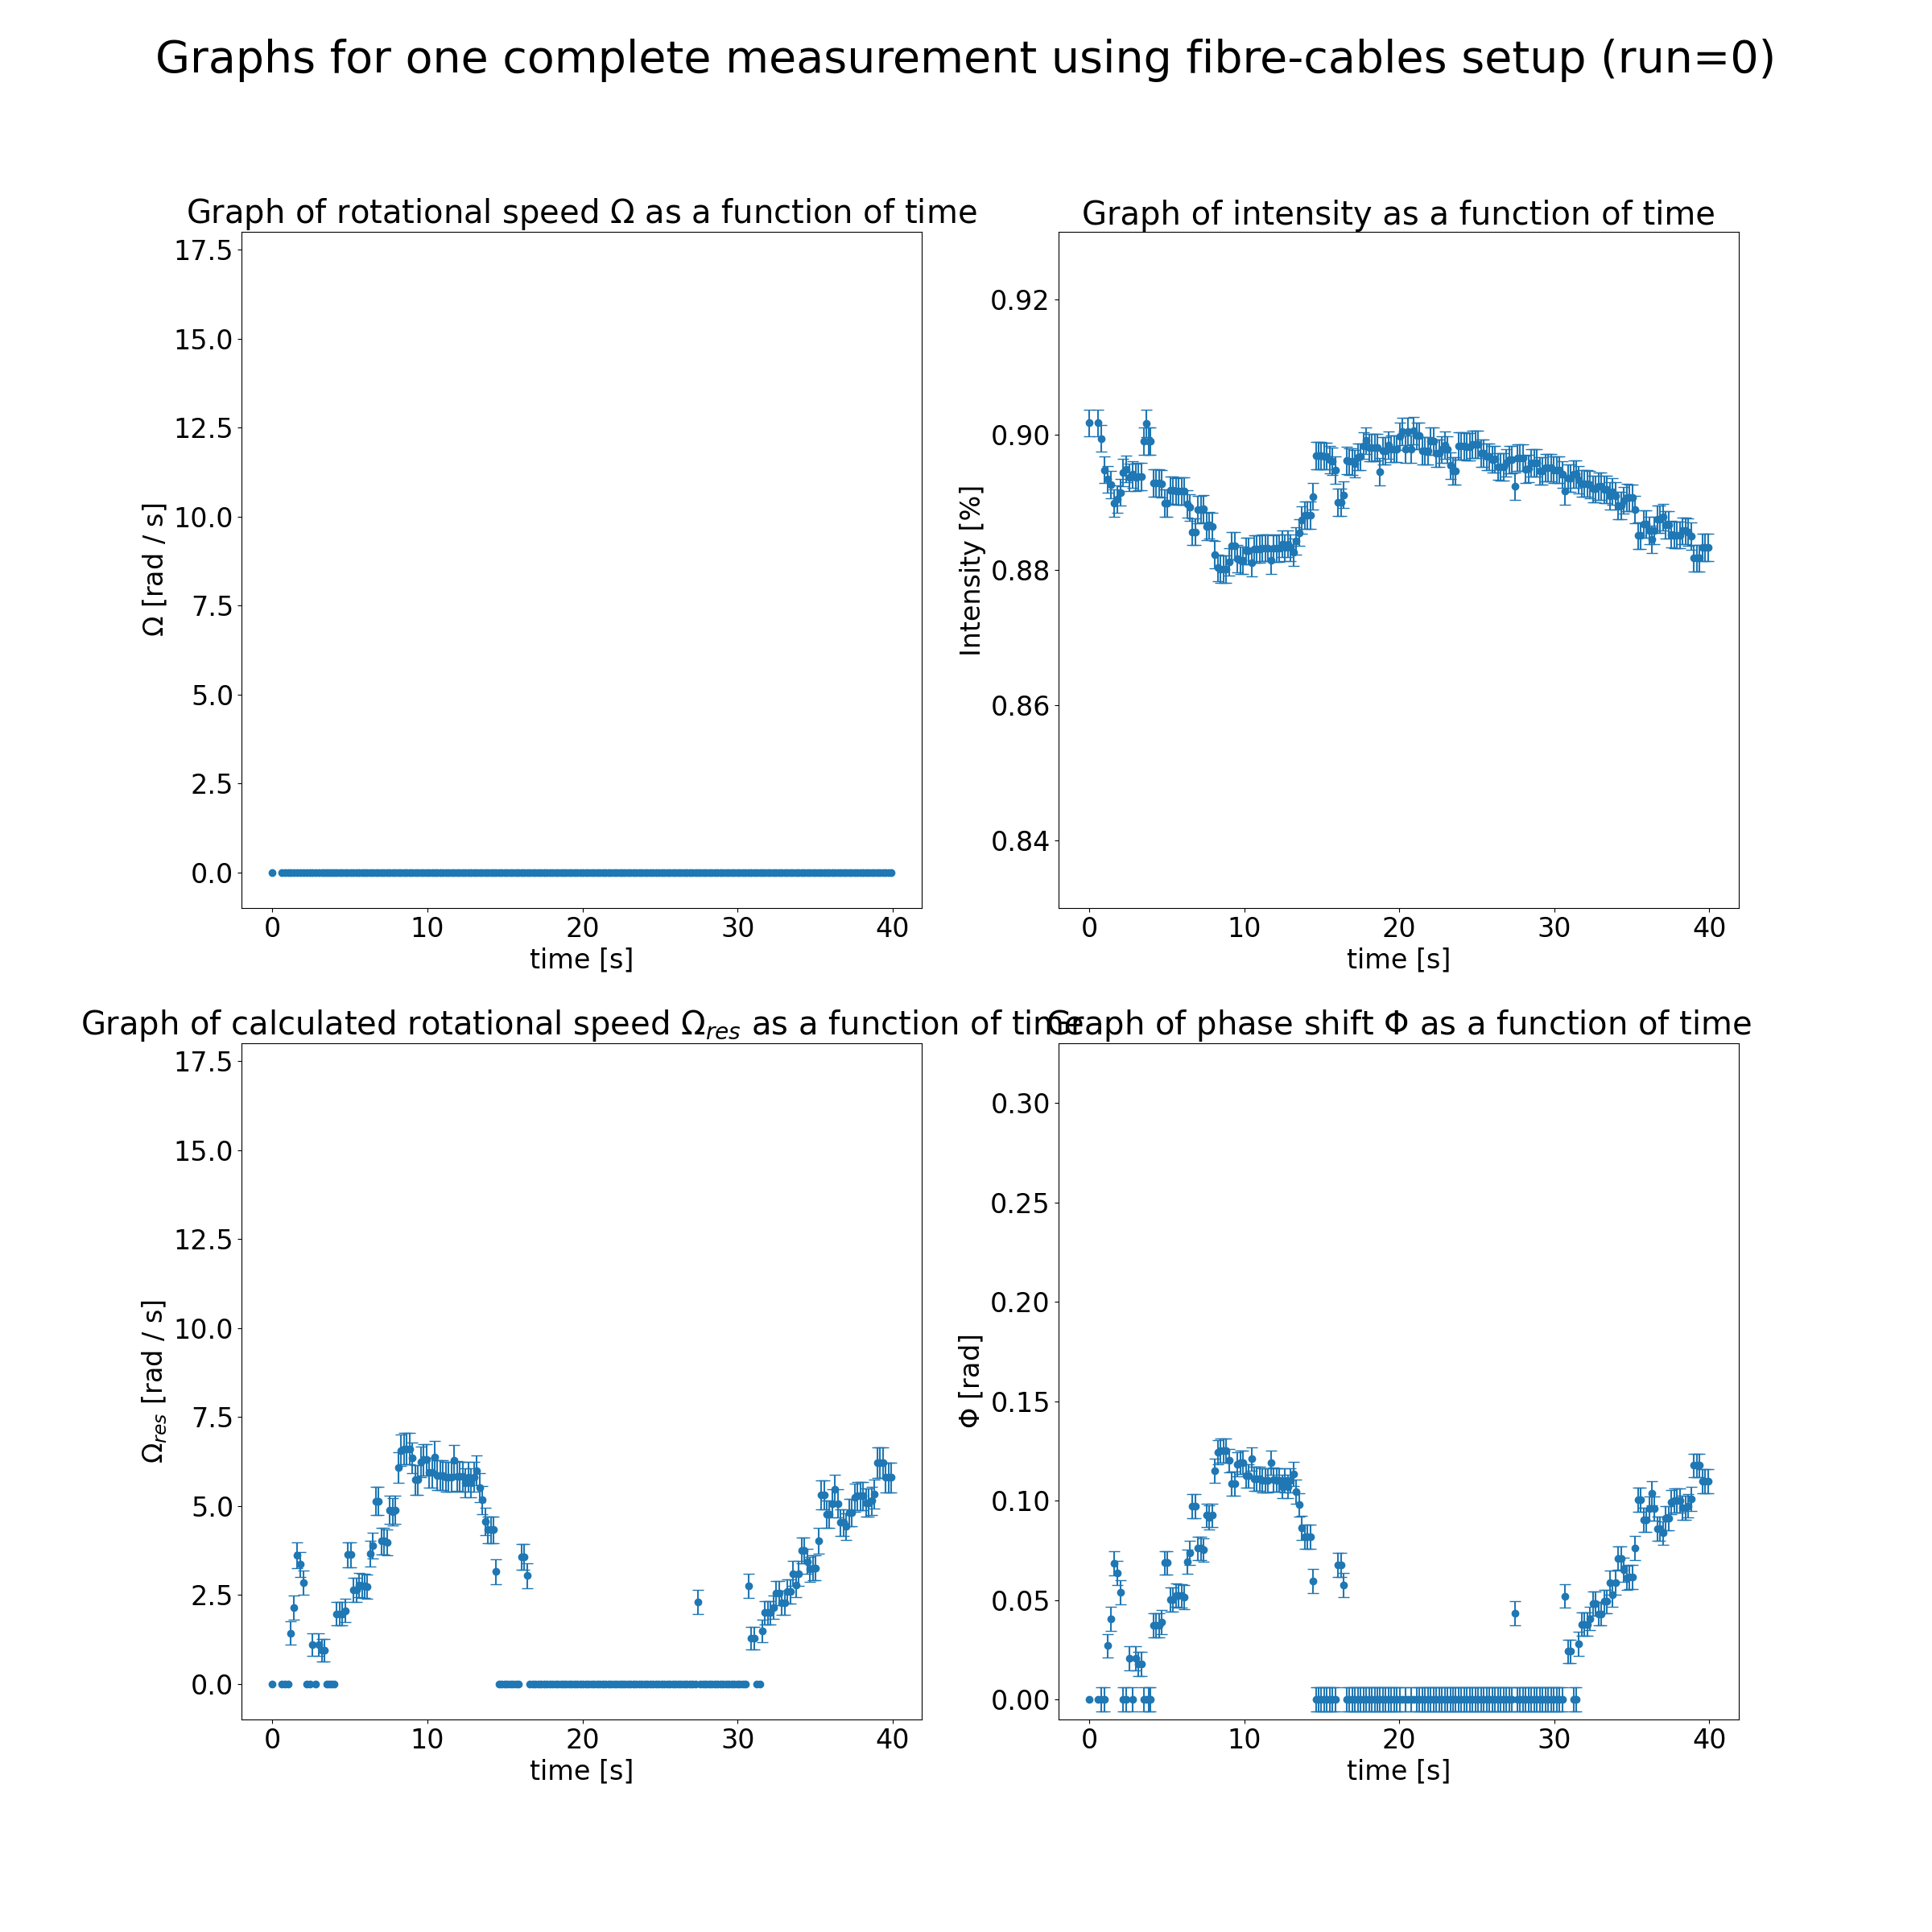 Graphs for one complete measurement using fibre-cables setup (run=0)
Graph of rotational speed Ω as a function of time
17.5
15.0
12.5
10.0
7.5
5.0
2.5
0.0
Ω [rad / s]
0 10 20 30 40
time [s]
Graph of intensity as a function of time
0.92
0.90
0.88
0.86
0.84
Intensity [%]
0 10 20 30 40
time [s]
Graph of calculated rotational speed Ωres as a function of time
17.5
15.0
12.5
10.0
7.5
5.0
2.5
0.0
Ωres [rad / s]
0 10 20 30 40
time [s]
Graph of phase shift Φ as a function of time
0.30
0.25
0.20
0.15
0.10
0.05
0.00
Φ [rad]
0 10 20 30 40
time [s]